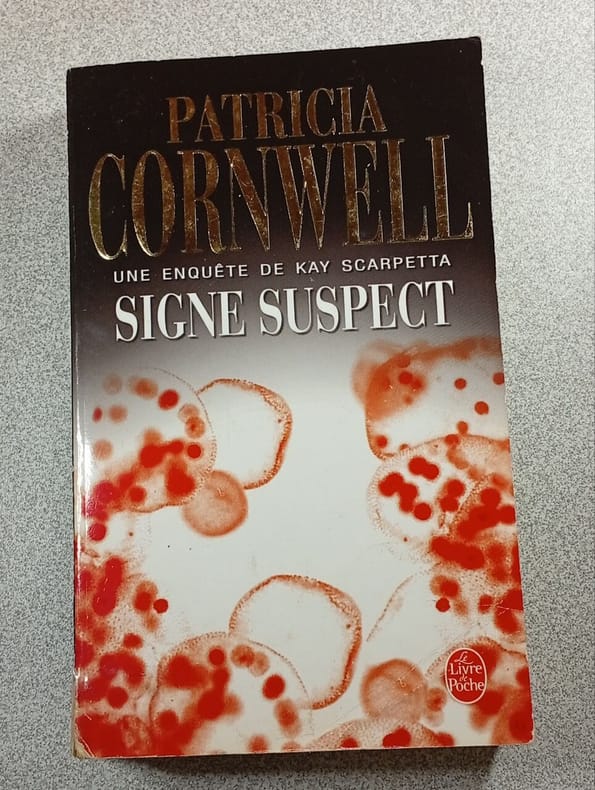 PATRICIA
CORNWELL
UNE ENQUÊTE DE KAY SCARPETTA
SIGNE SUSPECT
Le
Livre
de
Poche